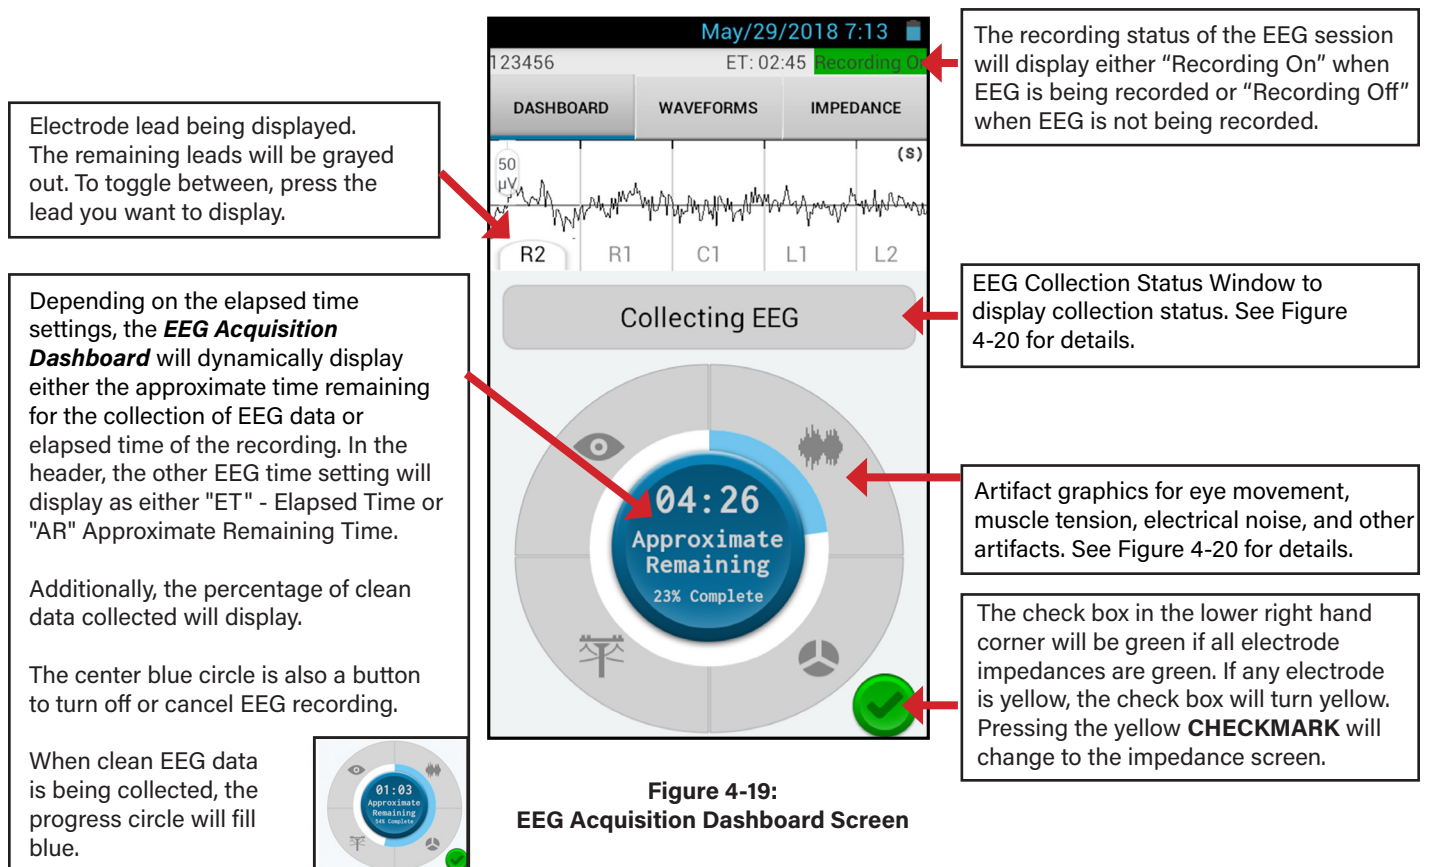 May/29/2018 7:13
123456 ET: 02:45 Recording On
DASHBOARD WAVEFORMS IMPEDANCE
(S)
50
µV
R2 R1 C1 L1 L2
Collecting EEG
04:26
Approximate
Remaining
23% Complete
Electrode lead being displayed.
The remaining leads will be grayed
out. To toggle between, press the
lead you want to display.
Depending on the elapsed time
settings, the EEG Acquisition
Dashboard will dynamically display
either the approximate time remaining
for the collection of EEG data or
elapsed time of the recording. In the
header, the other EEG time setting will
display as either "ET" - Elapsed Time or
"AR" Approximate Remaining Time.
Additionally, the percentage of clean
data collected will display.
The center blue circle is also a button
to turn off or cancel EEG recording.
When clean EEG data
is being collected, the
progress circle will fill
blue.
01:03
Approximate
Remaining
54% Complete
The recording status of the EEG session
will display either “Recording On” when
EEG is being recorded or “Recording Off”
when EEG is not being recorded.
EEG Collection Status Window to
display collection status. See Figure
4-20 for details.
Artifact graphics for eye movement,
muscle tension, electrical noise, and other
artifacts. See Figure 4-20 for details.
The check box in the lower right hand
corner will be green if all electrode
impedances are green. If any electrode
is yellow, the check box will turn yellow.
Pressing the yellow CHECKMARK will
change to the impedance screen.
Figure 4-19:
EEG Acquisition Dashboard Screen